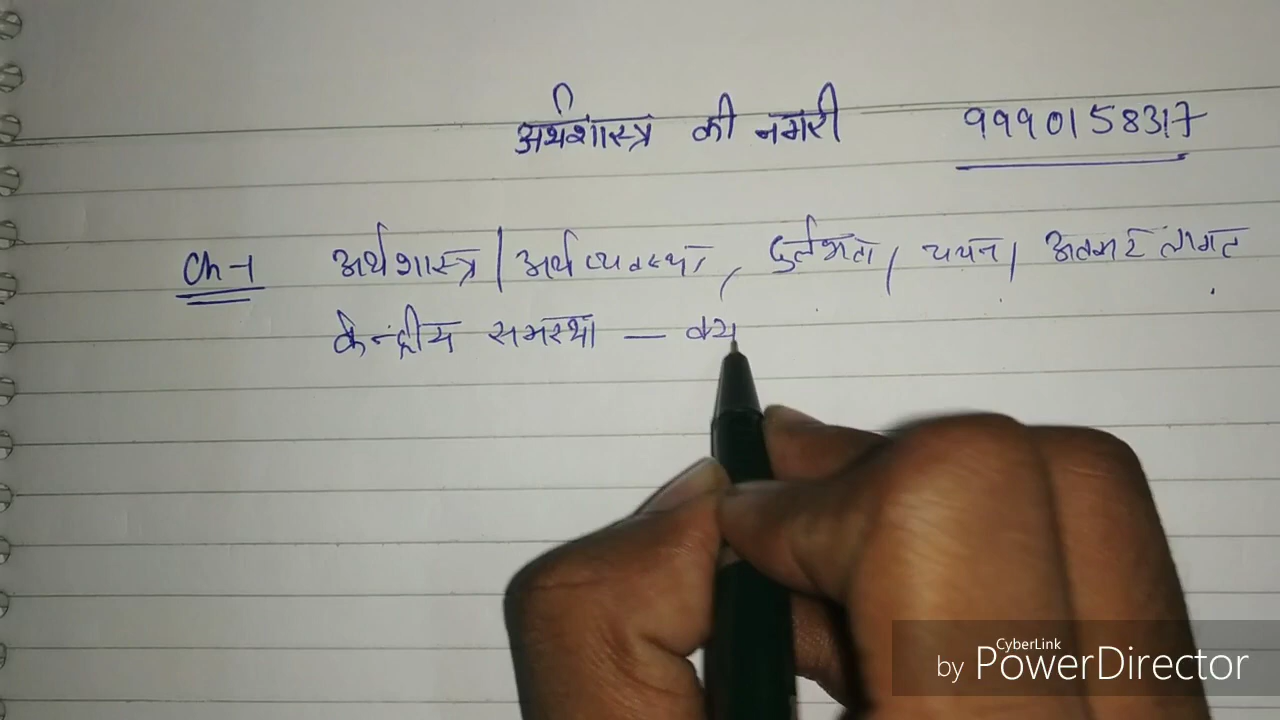 अर्थशास्त्र की नगरी 9990158317
Ch-1 अर्थशास्त्र / अर्थव्यवस्था, दुर्लभता / चयन / अवसर लागत
केन्द्रीय समस्या — क्य
CyberLink
by PowerDirector